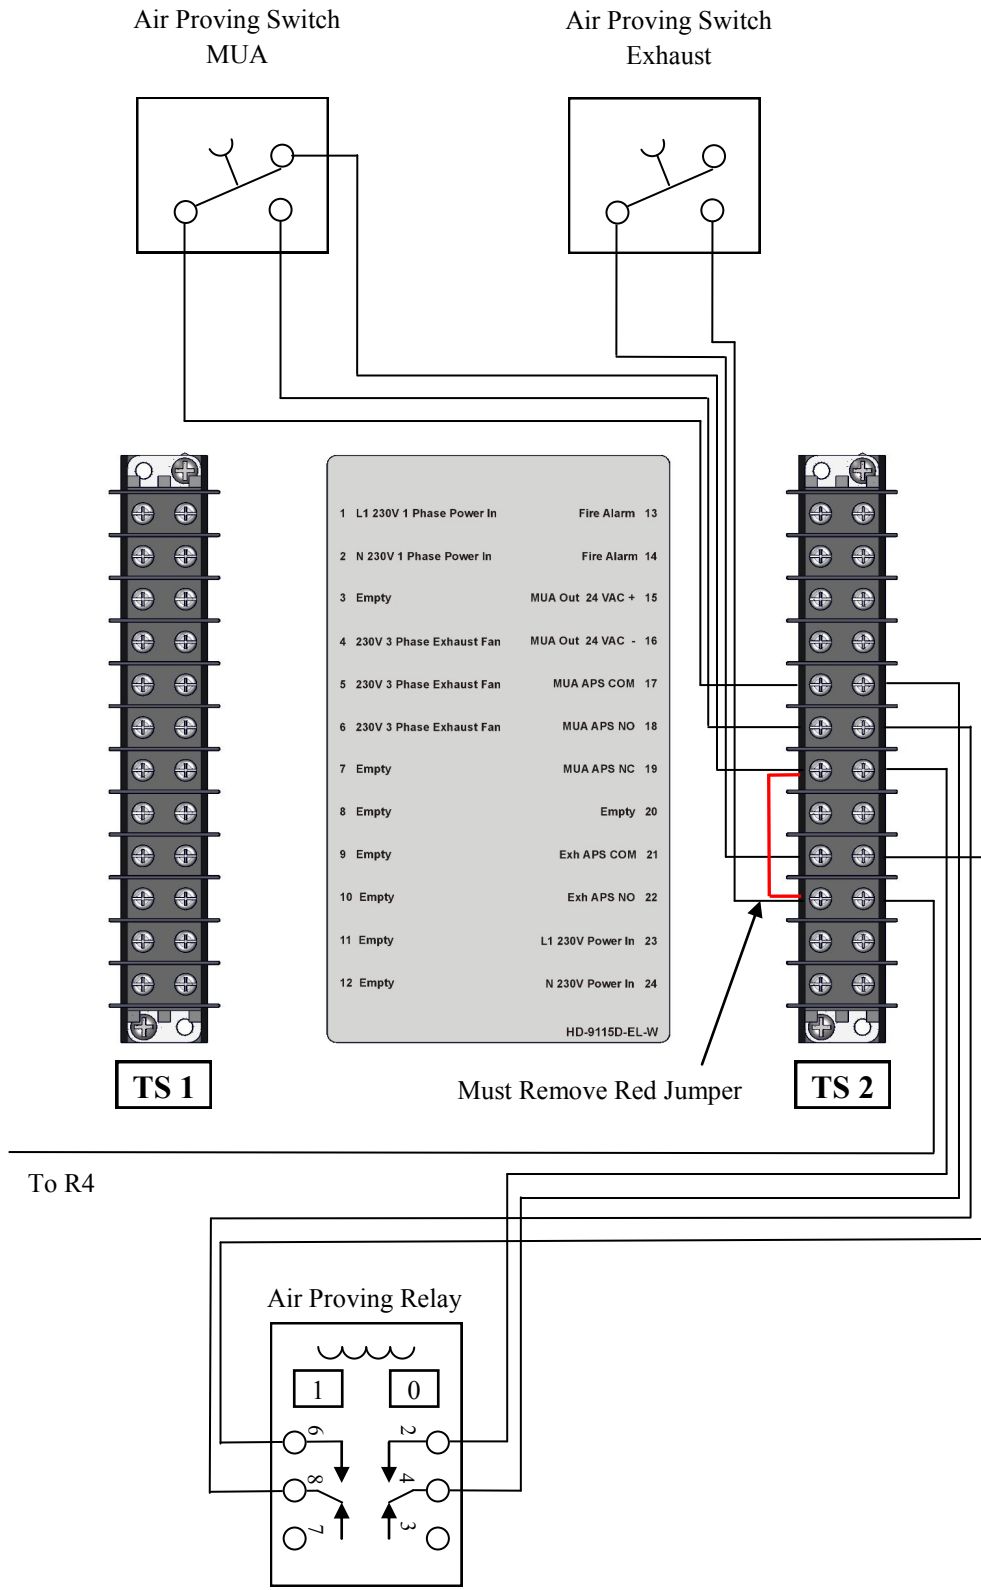 Air Proving Switch
MUA
Air Proving Switch
Exhaust
1 L1 230V 1 Phase Power In
Fire Alarm 13
2 N 230V 1 Phase Power In
Fire Alarm 14
3 Empty
MUA Out 24 VAC + 15
4 230V 3 Phase Exhaust Fan
MUA Out 24 VAC - 16
5 230V 3 Phase Exhaust Fan
MUA APS COM 17
6 230V 3 Phase Exhaust Fan
MUA APS NO 18
7 Empty
MUA APS NC 19
8 Empty
Empty 20
9 Empty
Exh APS COM 21
10 Empty
Exh APS NO 22
11 Empty
L1 230V Power In 23
12 Empty
N 230V Power In 24
HD-9115D-EL-W
TS 1
Must Remove Red Jumper
TS 2
To R4
Air Proving Relay
1
0
6
2
8
4
7
3